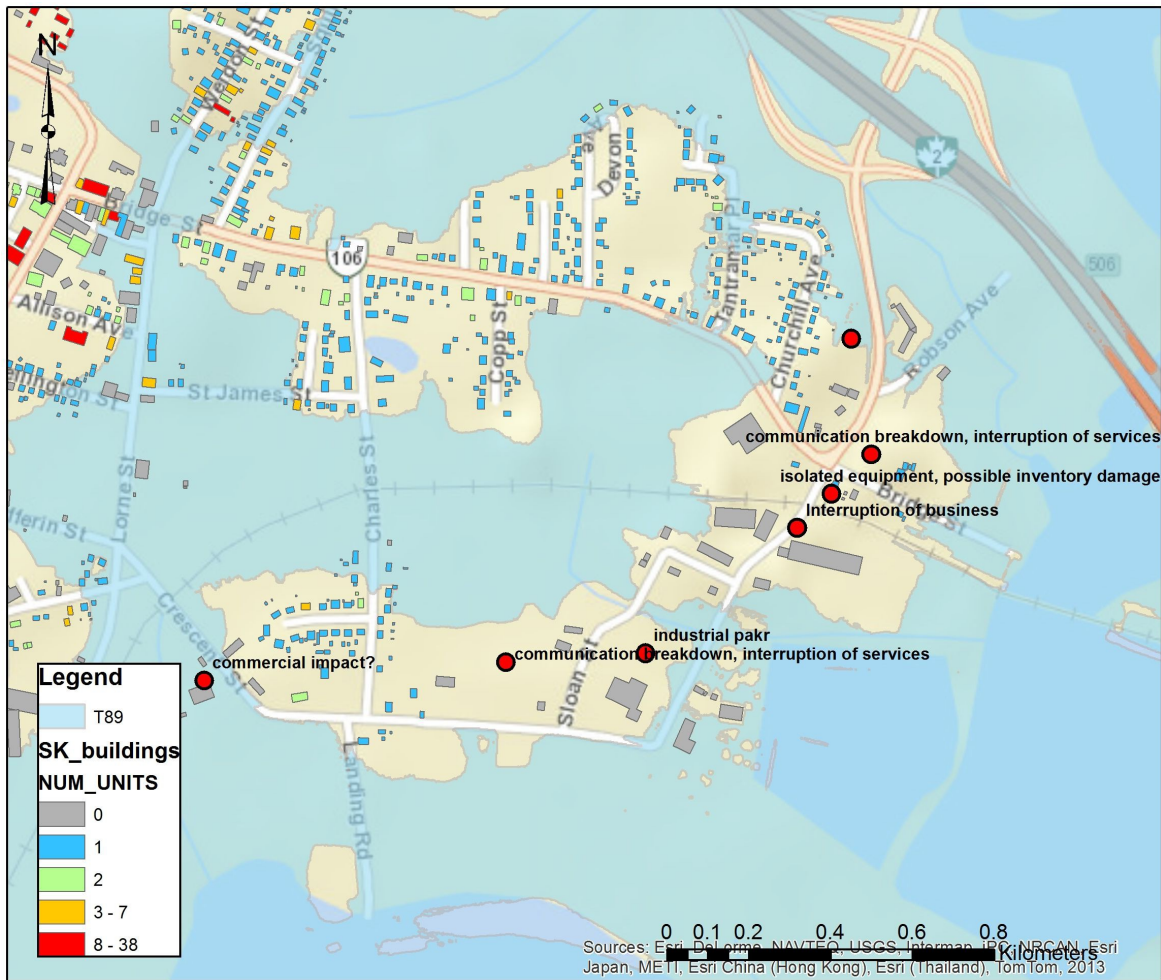 N
Weldon St
2
506
Devon
Ave
Bridge St
106
Tantramar Pl
Churchill Ave
Robson Ave
Allison Ave
Copp St
St James St
Lorne St
Charles St
communication breakdown, interruption of services
isolated equipment, possible inventory damage
Bridge St
Interruption of business
Crescent St
industrial pakr
communication breakdown, interruption of services
commercial impact?
Sloan
Landing Rd
Legend
T89
SK_buildings
NUM_UNITS
0
1
2
3 - 7
8 - 38
0 0.1 0.2 0.4 0.6 0.8
Kilometers
Sources: Esri, DeLorme, NAVTEQ, USGS, Intermap, iPC, NRCAN, Esri
Japan, METI, Esri China (Hong Kong), Esri (Thailand), TomTom, 2013